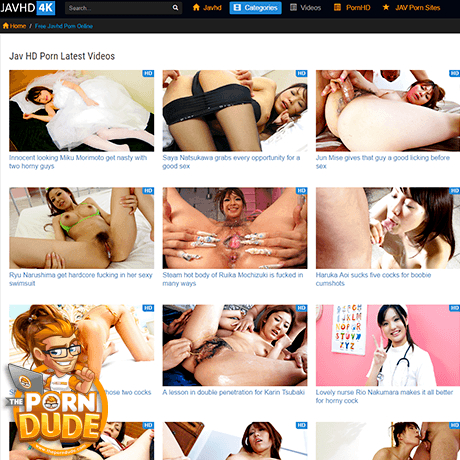 JAVHD 4K
Search...
Javhd
Categories
Videos
PornHD
JAV Porn Sites
Home / Free Javhd Porn Online
Jav HD Porn Latest Videos
HD
HD
HD
Innocent looking Miku Morimoto get nasty with
two horny guys
Saya Natsukawa grabs every opportunity for a
good sex
Jun Mise gives that guy a good licking before
sex
HD
HD
HD
Ryu Narushima get hardcore fucking in her sexy
swimsuit
Steam hot body of Ruika Mochizuki is fucked in
many ways
Haruka Aoi sucks five cocks for boobie
cumshots
HD
HD
HD
those two cocks
A lesson in double penetration for Karin Tsubaki
Lovely nurse Rio Nakumara makes it all better
for horny cock
THE
PORN
DUDE
HD
HD
HD